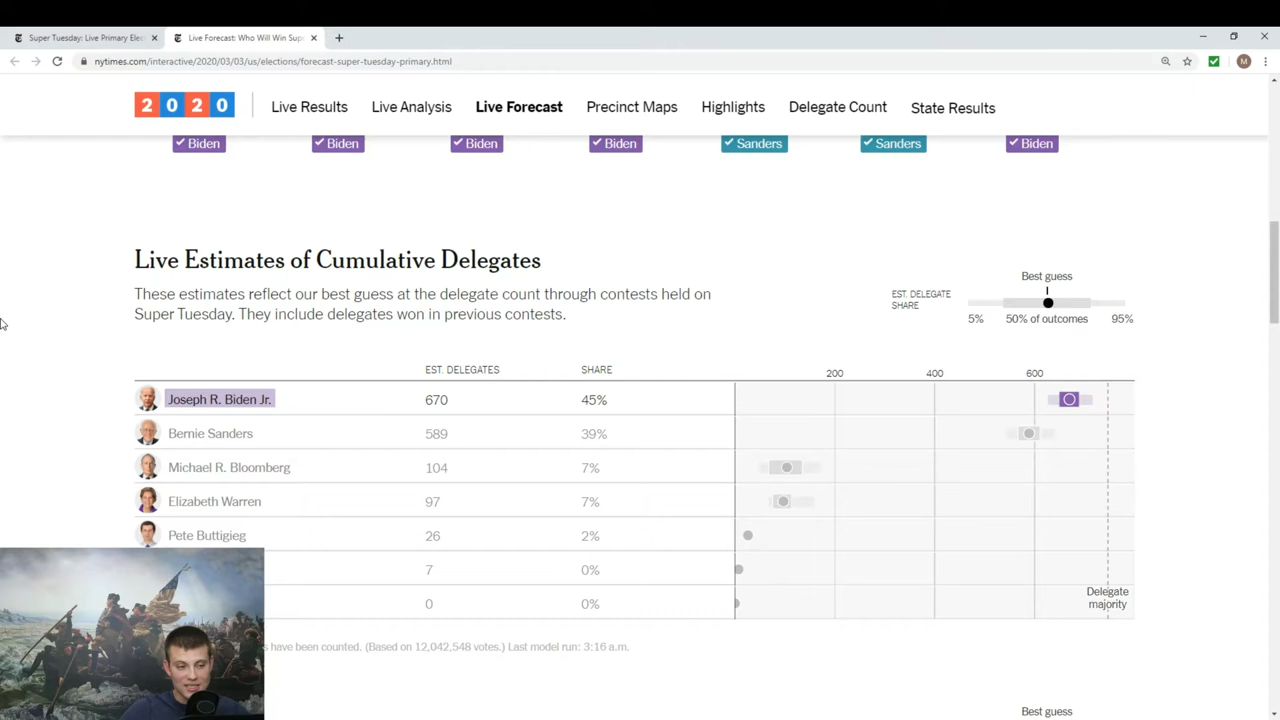 Super Tuesday: Live Primary Elec
Live Forecast: Who Will Win Sup
nytimes.com/interactive/2020/03/03/us/elections/forecast-super-tuesday-primary.html
M
2020
Live Results
Live Analysis
Live Forecast
Precinct Maps
Highlights
Delegate Count
State Results
Biden
Biden
Biden
Biden
Sanders
Sanders
Biden
Live Estimates of Cumulative Delegates
These estimates reflect our best guess at the delegate count through contests held on
Super Tuesday. They include delegates won in previous contests.
Best guess
EST. DELEGATE
SHARE
5% 50% of outcomes 95%
EST. DELEGATES SHARE 200 400 600
Joseph R. Biden Jr. 670 45%
Bernie Sanders 589 39%
Michael R. Bloomberg 104 7%
Elizabeth Warren 97 7%
Pete Buttigieg 26 2%
7 0%
0 0%
Delegate
majority
s have been counted. (Based on 12,042,548 votes.) Last model run: 3:16 a.m.
Best guess